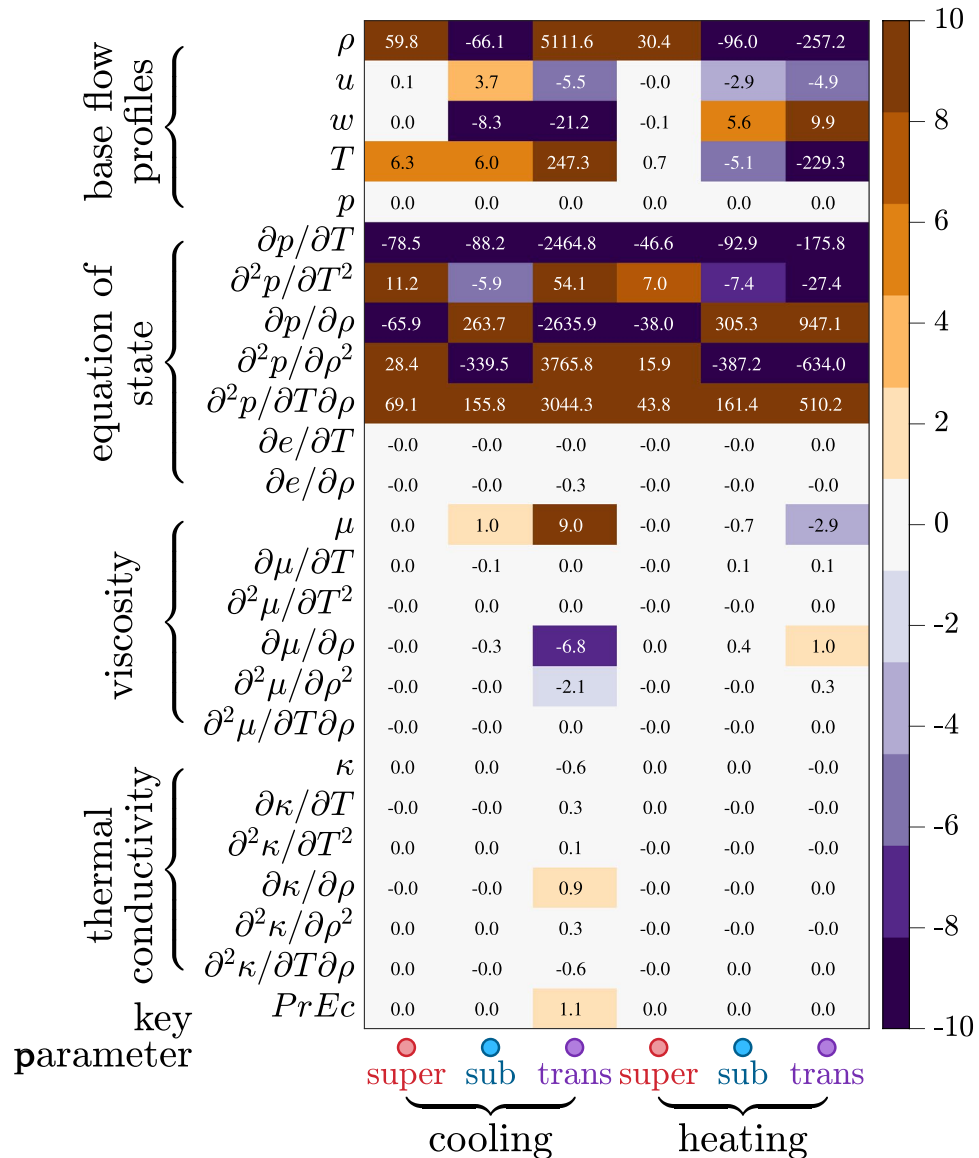 base flow
profiles
ρ 59.8 -66.1 5111.6 30.4 -96.0 -257.2
u 0.1 3.7 -5.5 -0.0 -2.9 -4.9
w 0.0 -8.3 -21.2 -0.1 5.6 9.9
T 6.3 6.0 247.3 0.7 -5.1 -229.3
p 0.0 0.0 0.0 0.0 0.0 0.0
equation of
state
∂p/∂T -78.5 -88.2 -2464.8 -46.6 -92.9 -175.8
∂²p/∂T² 11.2 -5.9 54.1 7.0 -7.4 -27.4
∂p/∂ρ -65.9 263.7 -2635.9 -38.0 305.3 947.1
∂²p/∂ρ² 28.4 -339.5 3765.8 15.9 -387.2 -634.0
∂²p/∂T∂ρ 69.1 155.8 3044.3 43.8 161.4 510.2
∂e/∂T -0.0 -0.0 -0.0 -0.0 -0.0 0.0
∂e/∂ρ -0.0 -0.0 -0.3 -0.0 -0.0 -0.0
viscosity
μ 0.0 1.0 9.0 -0.0 -0.7 -2.9
∂μ/∂T 0.0 -0.1 0.0 -0.0 0.1 0.1
∂²μ/∂T² -0.0 0.0 0.0 -0.0 0.0 0.0
∂μ/∂ρ -0.0 -0.3 -6.8 0.0 0.4 1.0
∂²μ/∂ρ² -0.0 -0.0 -2.1 -0.0 -0.0 0.3
∂²μ/∂T∂ρ -0.0 -0.0 0.0 -0.0 -0.0 0.0
thermal
conductivity
κ 0.0 0.0 -0.6 0.0 0.0 -0.0
∂κ/∂T -0.0 -0.0 0.3 0.0 -0.0 -0.0
∂²κ/∂T² 0.0 0.0 0.1 -0.0 -0.0 -0.0
∂κ/∂ρ -0.0 -0.0 0.9 -0.0 -0.0 0.0
∂²κ/∂ρ² 0.0 0.0 0.3 -0.0 -0.0 -0.0
∂²κ/∂T∂ρ 0.0 -0.0 -0.6 -0.0 0.0 -0.0
key
parameter
PrEc 0.0 0.0 1.1 0.0 0.0 0.0
super sub trans super sub trans
cooling heating
10
8
6
4
2
0
-2
-4
-6
-8
-10